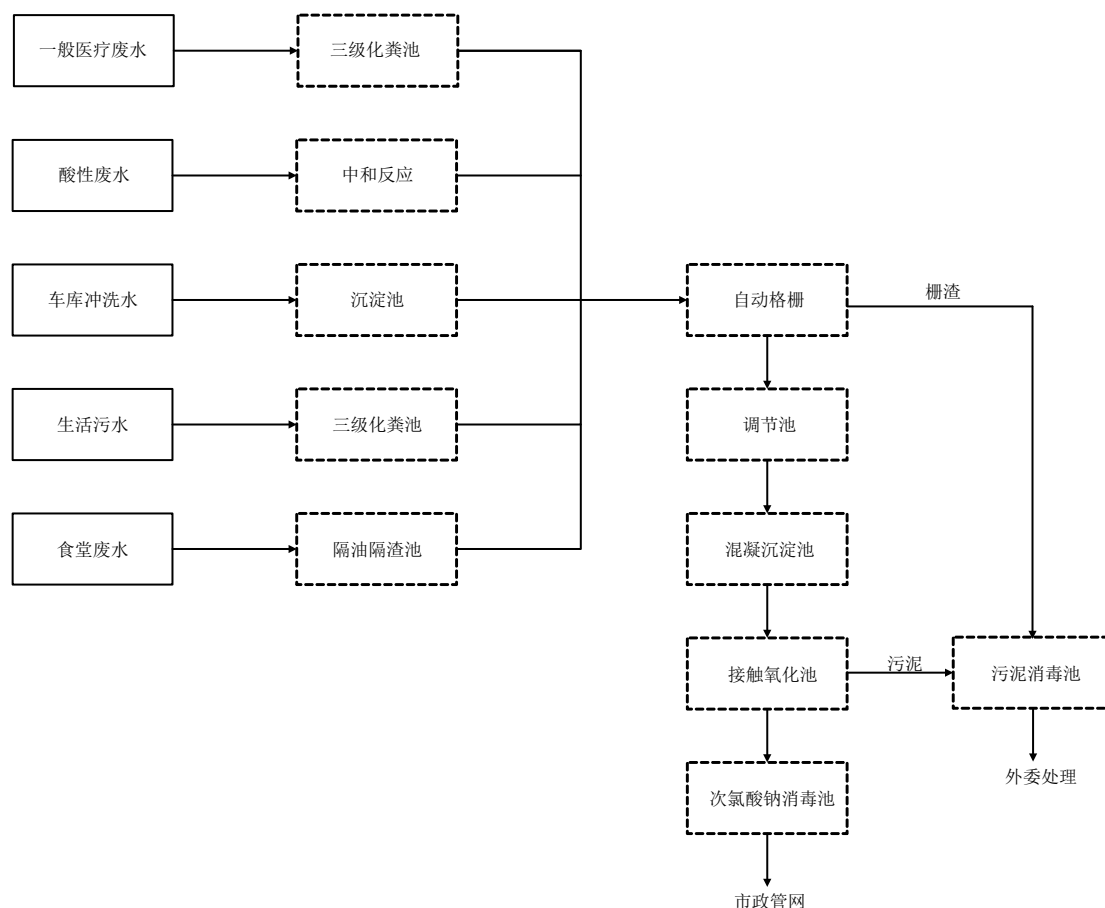 一般医疗废水
三级化粪池
酸性废水
中和反应
车库冲洗水
沉淀池
自动格栅
栅渣
生活污水
三级化粪池
调节池
食堂废水
隔油隔渣池
混凝沉淀池
接触氧化池
污泥
污泥消毒池
次氯酸钠消毒池
外委处理
市政管网